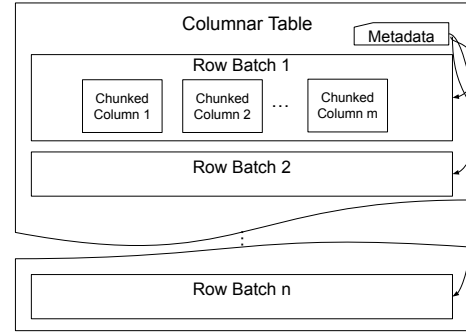 Columnar Table
Metadata
Row Batch 1
Chunked
Column 1
Chunked
Column 2
...
Chunked
Column m
Row Batch 2
⋮
Row Batch n